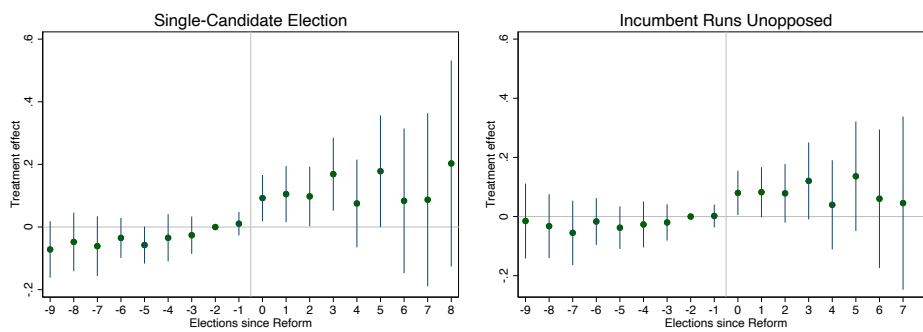 Single-Candidate Election
Treatment effect
.6
.4
.2
0
-.2
-9 -8 -7 -6 -5 -4 -3 -2 -1 0 1 2 3 4 5 6 7 8
Elections since Reform
Incumbent Runs Unopposed
Treatment effect
.6
.4
.2
0
-.2
-9 -8 7 -6 -5 -4 -3 -2 -1 0 1 2 3 4 5 6 7
Elections since Reform